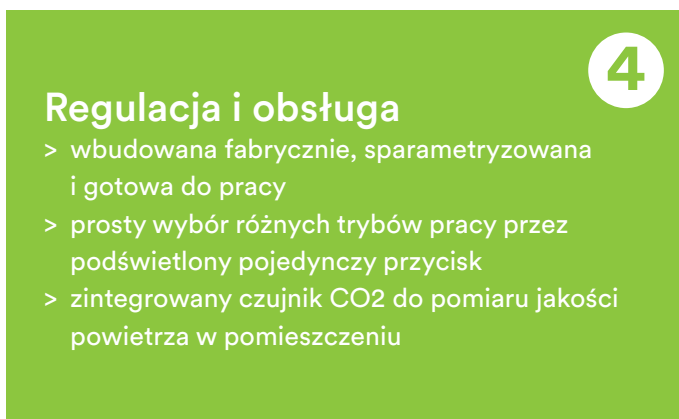 4
Regulacja i obsługa
> wbudowana fabrycznie, sparametryzowana
i gotowa do pracy
> prosty wybór różnych trybów pracy przez
podświetlony pojedynczy przycisk
> zintegrowany czujnik CO2 do pomiaru jakości
powietrza w pomieszczeniu